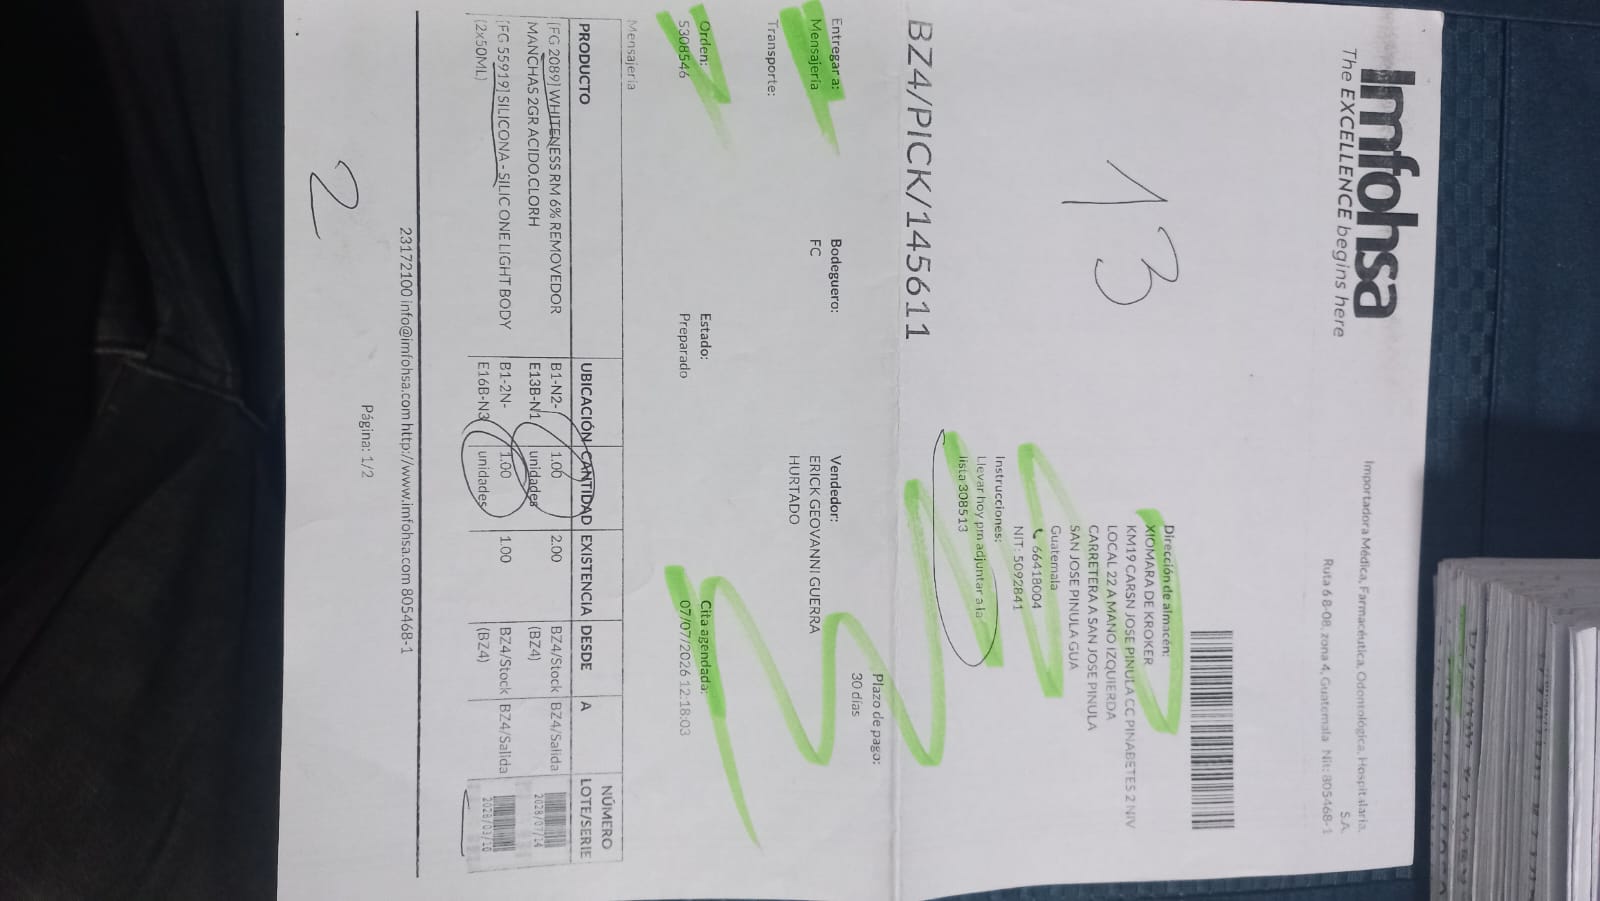 Imfohsa
The EXCELLENCE begins here
Importadora Médica, Farmacéutica, Odontológica, Hospitalaria,
S.A.
Ruta 6 8-08, zona 4, Guatemala Nit: 805468-1
13
Dirección de almacén:
XIOMARA DE KROKER
KM19 CARSN JOSE PINULA CC PINABETES 2 NIV
LOCAL 22 A MANO IZQUIERDA
CARRETERA A SAN JOSE PINULA
SAN JOSE PINULA GUA
Guatemala
66418004
NIT: 5092841
Instrucciones:
Llevar hoy pm adjuntar a la
lista 308513
BZ4/PICK/145611
Plazo de pago:
30 días
Entregar a:
Mensajería
Bodeguero:
FC
Vendedor:
ERICK GEOVANNI GUERRA
HURTADO
Transporte:
Orden:
5308546
Estado:
Preparado
Cita agendada:
07/07/2026 12:18:03
Mensajería
PRODUCTO UBICACIÓN CANTIDAD EXISTENCIA DESDE A NÚMERO LOTE/SERIE
[FG 2089] WHITENESS RM 6% REMOVEDOR B1-N2- 1.00 2.00 BZ4/Stock BZ4/Salida
MANCHAS 2GR ACIDO.CLORH E13B-N1 unidades (BZ4) 2028/07/14
[FG 55919] SILICONA - SILIC ONE LIGHT BODY B1-2N- 1.00 1.00 BZ4/Stock BZ4/Salida
(2x50ML) E16B-N3 unidades (BZ4) 2028/03/10
23172100 info@imfohsa.com http://www.imfohsa.com 805468-1
Página: 1/2
2